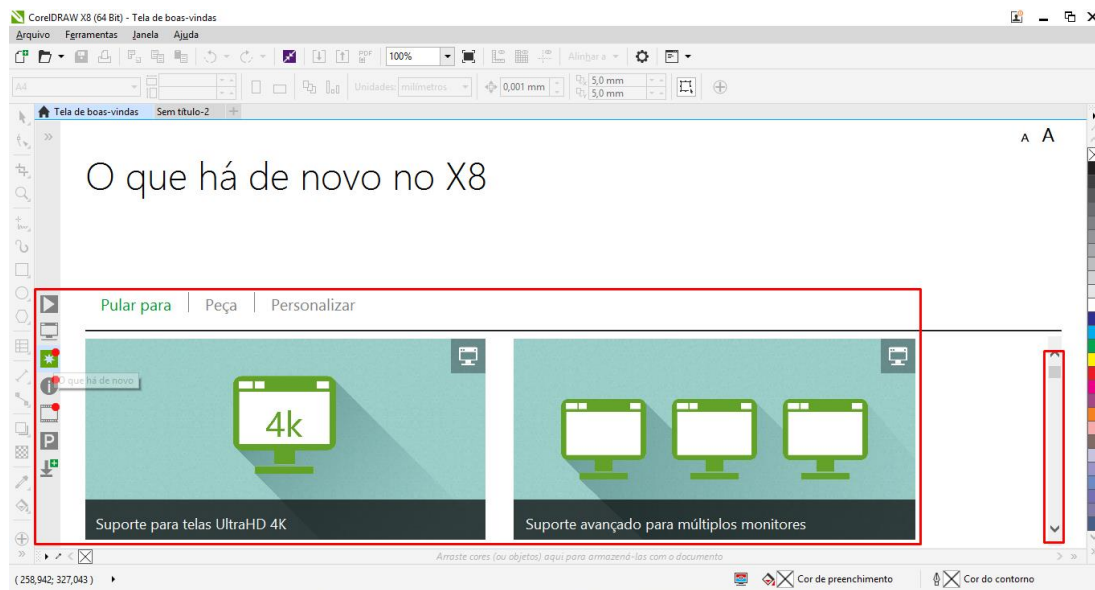 CorelDRAW X8 (64 Bit) - Tela de boas-vindas
Arquivo Ferramentas Janela Ajuda
PDF 100% Alinhar a
A4 Unidades: milímetros 0,001 mm 5,0 mm
5,0 mm
Tela de boas-vindas Sem título-2
A A
O que há de novo no X8
Pular para Peça Personalizar
O que há de novo
4k
P
Suporte para telas UltraHD 4K Suporte avançado para múltiplos monitores
Arraste cores (ou objetos) aqui para armazená-las com o documento
( 258,942; 327,043 ) Cor de preenchimento Cor do contorno